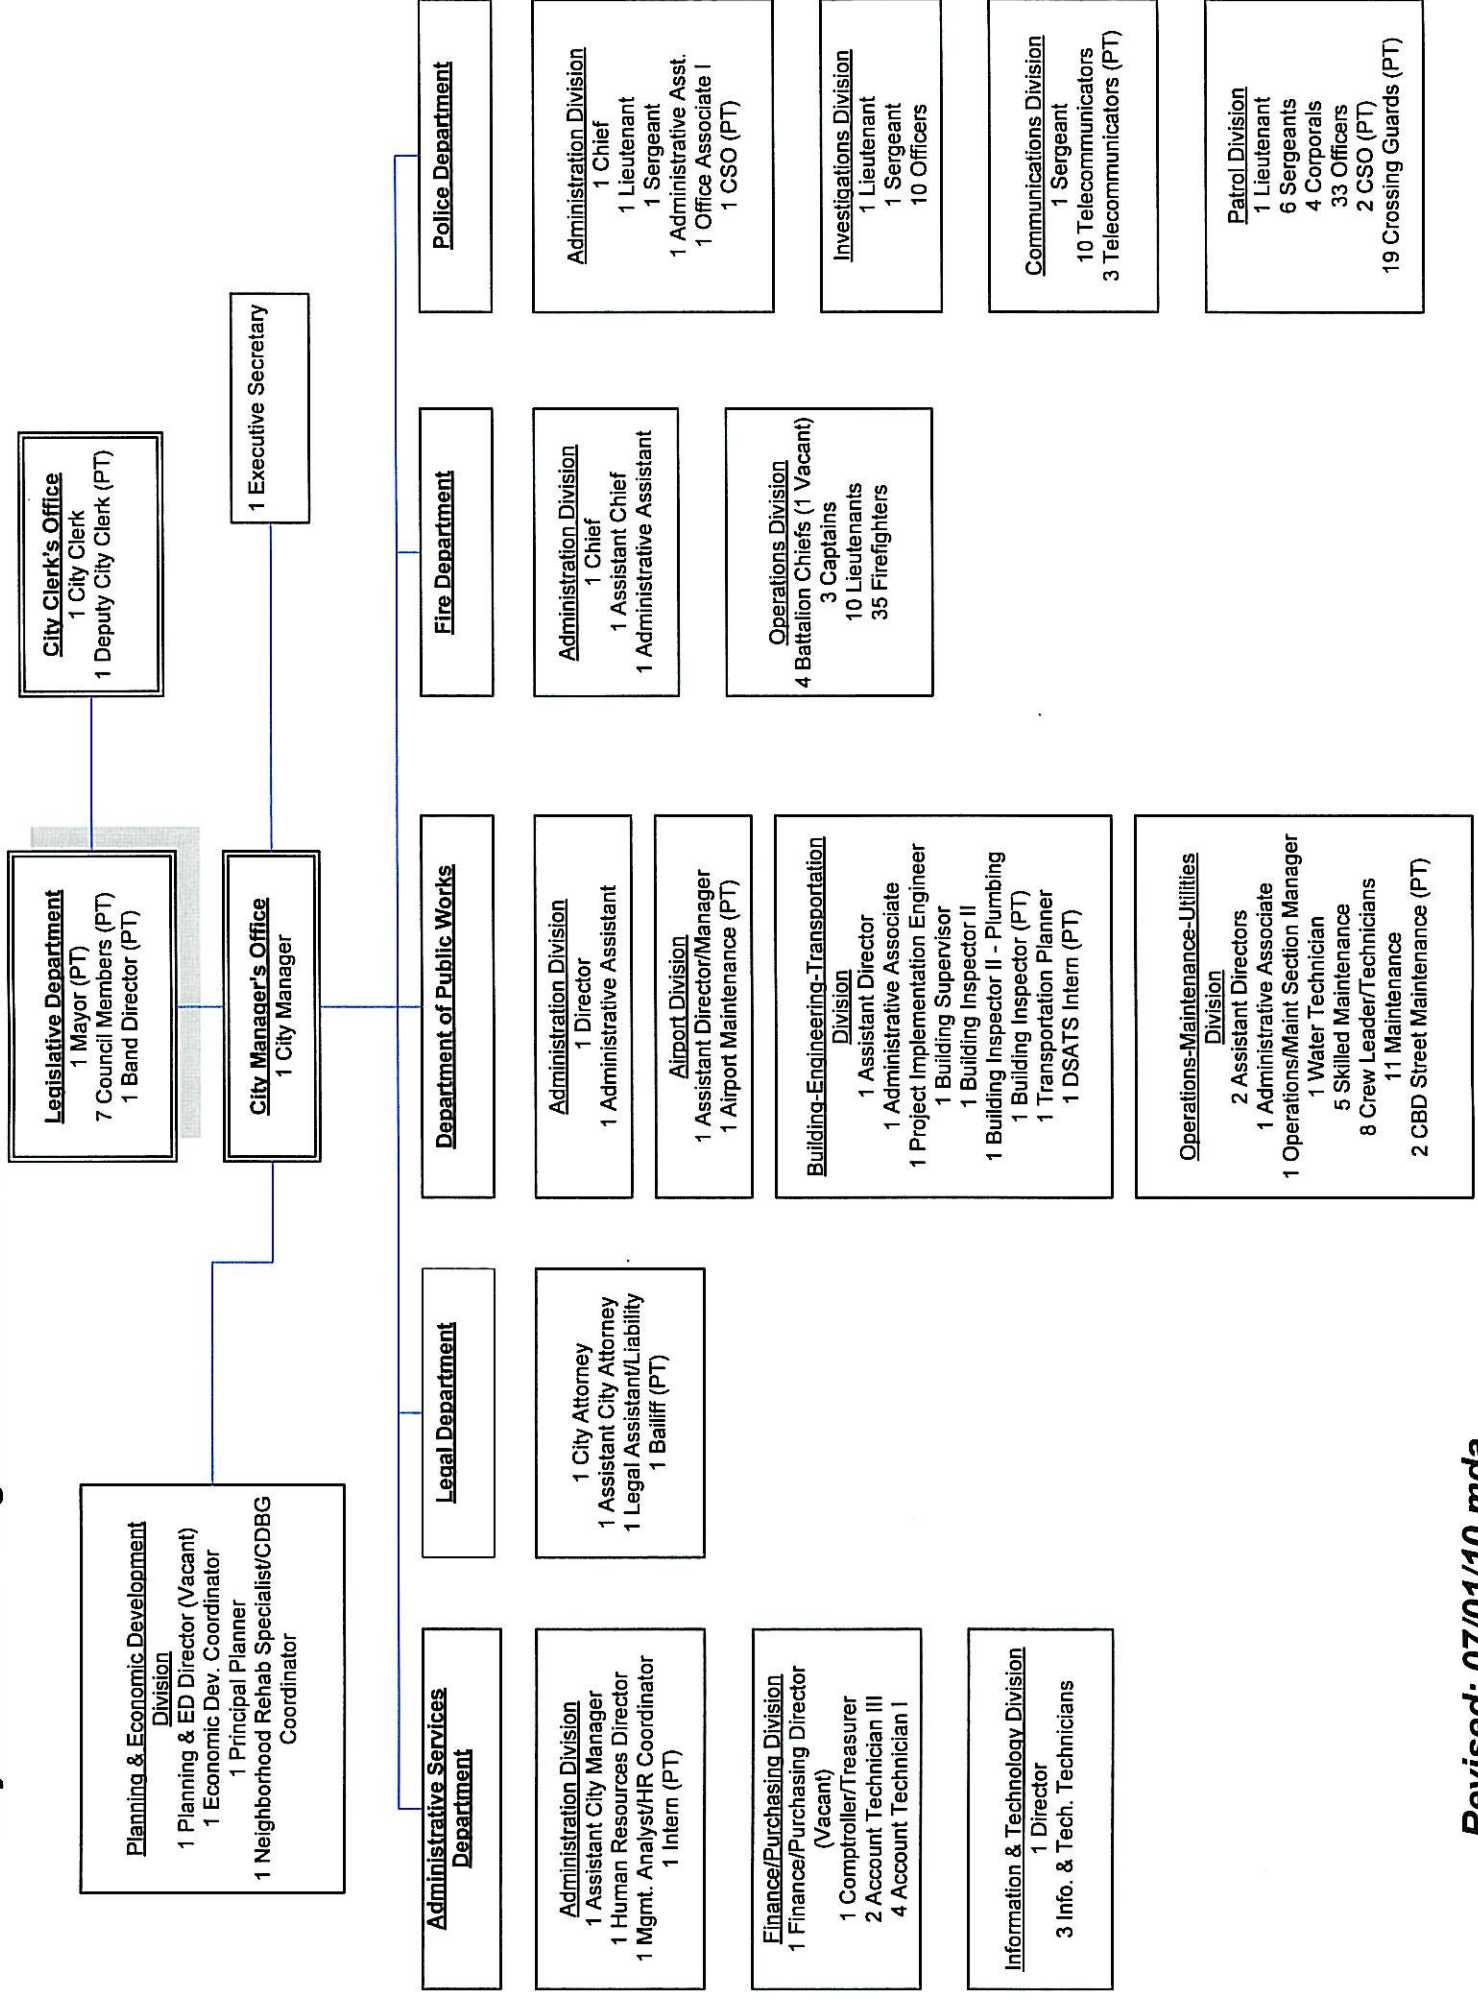 Legislative Department
1 Mayor (PT)
7 Council Members (PT)
1 Band Director (PT)
City Clerk's Office
1 City Clerk
1 Deputy City Clerk (PT)
City Manager's Office
1 City Manager
1 Executive Secretary
Planning & Economic Development
Division
1 Planning & ED Director (Vacant)
1 Economic Dev. Coordinator
1 Principal Planner
1 Neighborhood Rehab Specialist/CDBG
Coordinator
Administrative Services
Department
Administration Division
1 Assistant City Manager
1 Human Resources Director
1 Mgmt. Analyst/HR Coordinator
1 Intern (PT)
Finance/Purchasing Division
1 Finance/Purchasing Director
(Vacant)
1 Comptroller/Treasurer
2 Account Technician III
4 Account Technician I
Information & Technology Division
1 Director
3 Info. & Tech. Technicians
Legal Department
1 City Attorney
1 Assistant City Attorney
1 Legal Assistant/Liability
1 Bailiff (PT)
Department of Public Works
Administration Division
1 Director
1 Administrative Assistant
Airport Division
1 Assistant Director/Manager
1 Airport Maintenance (PT)
Building-Engineering-Transportation
Division
1 Assistant Director
1 Administrative Associate
1 Project Implementation Engineer
1 Building Supervisor
1 Building Inspector II
1 Building Inspector II - Plumbing
1 Building Inspector (PT)
1 Transportation Planner
1 DSATS Intern (PT)
Operations-Maintenance-Utilities
Division
2 Assistant Directors
1 Administrative Associate
1 Operations/Maint Section Manager
1 Water Technician
5 Skilled Maintenance
8 Crew Leader/Technicians
11 Maintenance
2 CBD Street Maintenance (PT)
Fire Department
Administration Division
1 Chief
1 Assistant Chief
1 Administrative Assistant
Operations Division
4 Battalion Chiefs (1 Vacant)
3 Captains
10 Lieutenants
35 Firefighters
Police Department
Administration Division
1 Chief
1 Lieutenant
1 Sergeant
1 Administrative Asst.
1 Office Associate I
1 CSO (PT)
Investigations Division
1 Lieutenant
1 Sergeant
10 Officers
Communications Division
1 Sergeant
10 Telecommunicators
3 Telecommunicators (PT)
Patrol Division
1 Lieutenant
6 Sergeants
4 Corporals
33 Officers
2 CSO (PT)
19 Crossing Guards (PT)
Revised: 07/01/10 mda